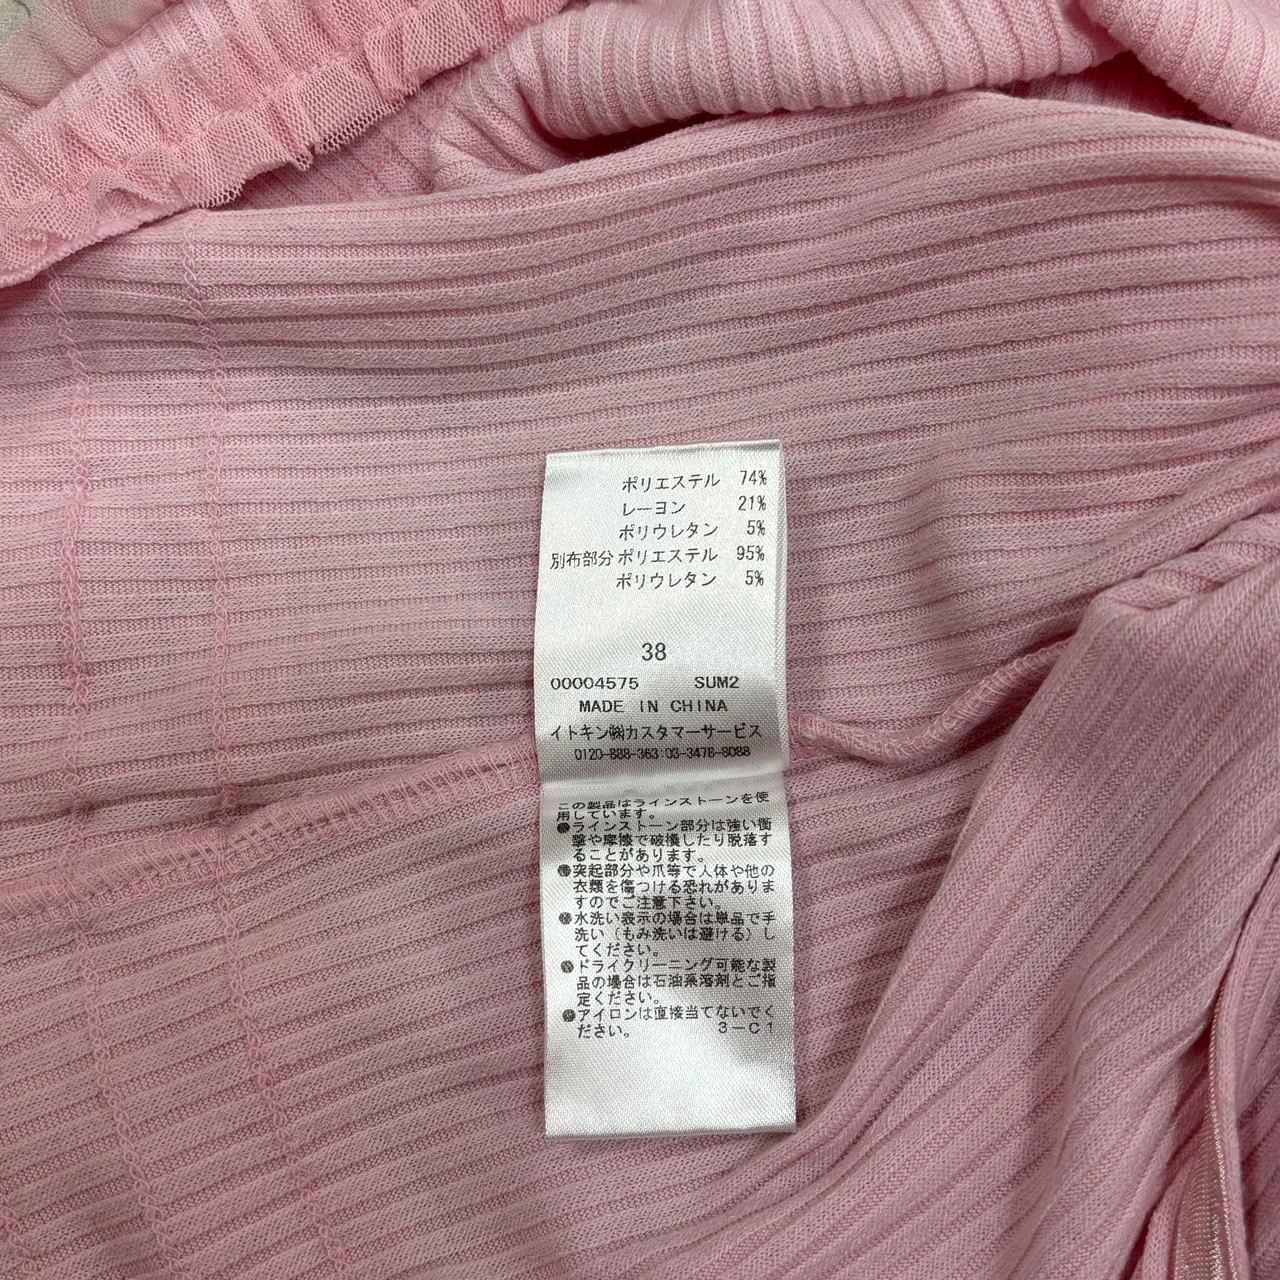 ポリエステル 74%
レーヨン 21%
ポリウレタン 5%
別布部分 ポリエステル 95%
ポリウレタン 5%
38
00004575 SUM2
MADE IN CHINA
イトキン㈱カスタマーサービス
0120-888-363:03-3478-8088
この製品はラインストーンを使
用しています。
●ラインストーン部分は強い衝
撃や摩擦で破損したり脱落す
ることがあります。
●突起部分や爪等で人体や他の
衣類を傷つける恐れがありま
すのでご注意下さい。
●水洗い表示の場合は単品で手
洗い（もみ洗いは避ける）し
てください。
●ドライクリーニング可能な製
品の場合は石油系溶剤とご指
定ください。
●アイロンは直接当てないでく
ださい。 3-C1